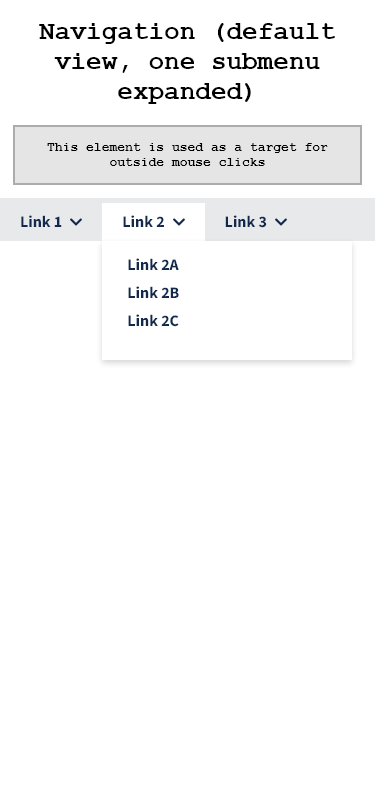 Navigation (default
view, one submenu
expanded)
This element is used as a target for
outside mouse clicks
Link 1 Link 2 Link 3
Link 2A
Link 2B
Link 2C